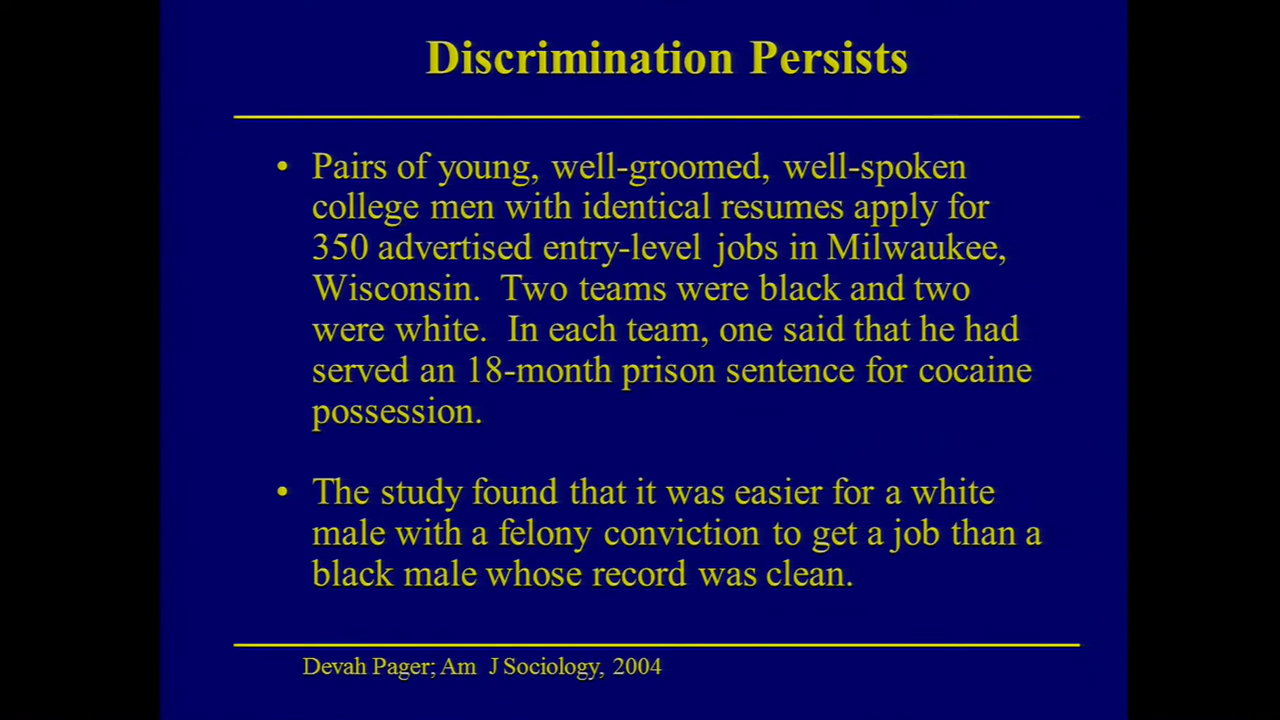 Discrimination Persists
• Pairs of young, well-groomed, well-spoken
college men with identical resumes apply for
350 advertised entry-level jobs in Milwaukee,
Wisconsin.  Two teams were black and two
were white.  In each team, one said that he had
served an 18-month prison sentence for cocaine
possession.
• The study found that it was easier for a white
male with a felony conviction to get a job than a
black male whose record was clean.
Devah Pager; Am  J Sociology, 2004